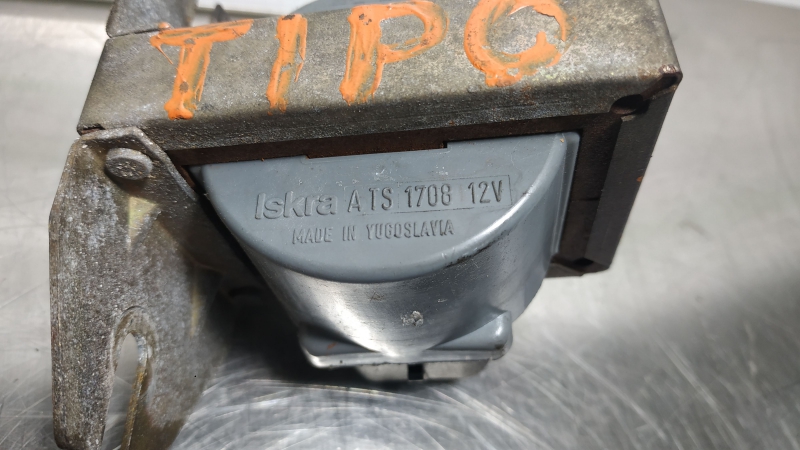 TIPO
Iskra ATS 1708 12V
MADE IN YUGOSLAVIA